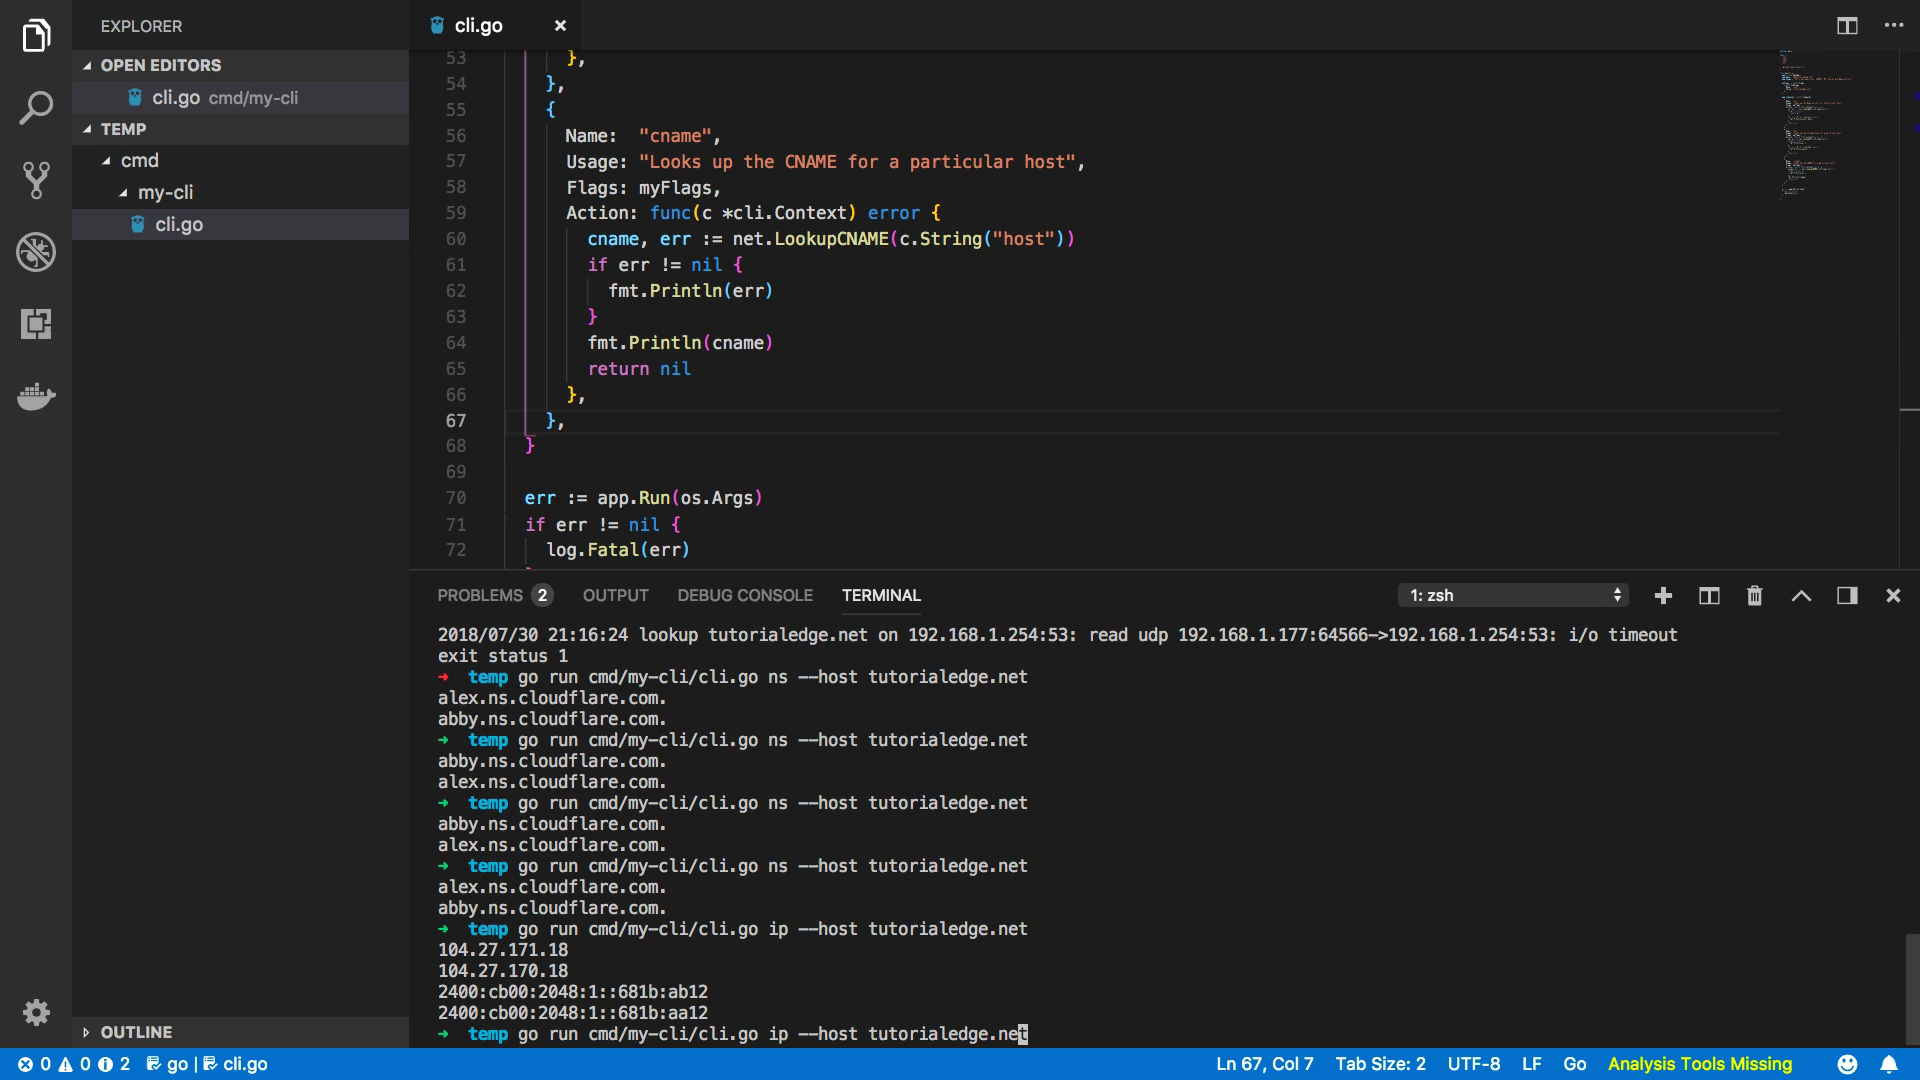 EXPLORER
OPEN EDITORS
cli.go cmd/my-cli
TEMP
cmd
my-cli
cli.go
OUTLINE
cli.go
53 },
54 },
55 {
56 Name: "cname",
57 Usage: "Looks up the CNAME for a particular host",
58 Flags: myFlags,
59 Action: func(c *cli.Context) error {
60 cname, err := net.LookupCNAME(c.String("host"))
61 if err != nil {
62 fmt.Println(err)
63 }
64 fmt.Println(cname)
65 return nil
66 },
67 },
68 }
69
70 err := app.Run(os.Args)
71 if err != nil {
72 log.Fatal(err)
PROBLEMS 2 OUTPUT DEBUG CONSOLE TERMINAL 1: zsh
2018/07/30 21:16:24 lookup tutorialedge.net on 192.168.1.254:53: read udp 192.168.1.177:64566->192.168.1.254:53: i/o timeout
exit status 1
➜ temp go run cmd/my-cli/cli.go ns --host tutorialedge.net
alex.ns.cloudflare.com.
abby.ns.cloudflare.com.
➜ temp go run cmd/my-cli/cli.go ns --host tutorialedge.net
abby.ns.cloudflare.com.
alex.ns.cloudflare.com.
➜ temp go run cmd/my-cli/cli.go ns --host tutorialedge.net
abby.ns.cloudflare.com.
alex.ns.cloudflare.com.
➜ temp go run cmd/my-cli/cli.go ns --host tutorialedge.net
alex.ns.cloudflare.com.
abby.ns.cloudflare.com.
➜ temp go run cmd/my-cli/cli.go ip --host tutorialedge.net
104.27.171.18
104.27.170.18
2400:cb00:2048:1::681b:ab12
2400:cb00:2048:1::681b:aa12
➜ temp go run cmd/my-cli/cli.go ip --host tutorialedge.net
0 0 2 go | cli.go Ln 67, Col 7 Tab Size: 2 UTF-8 LF Go Analysis Tools Missing